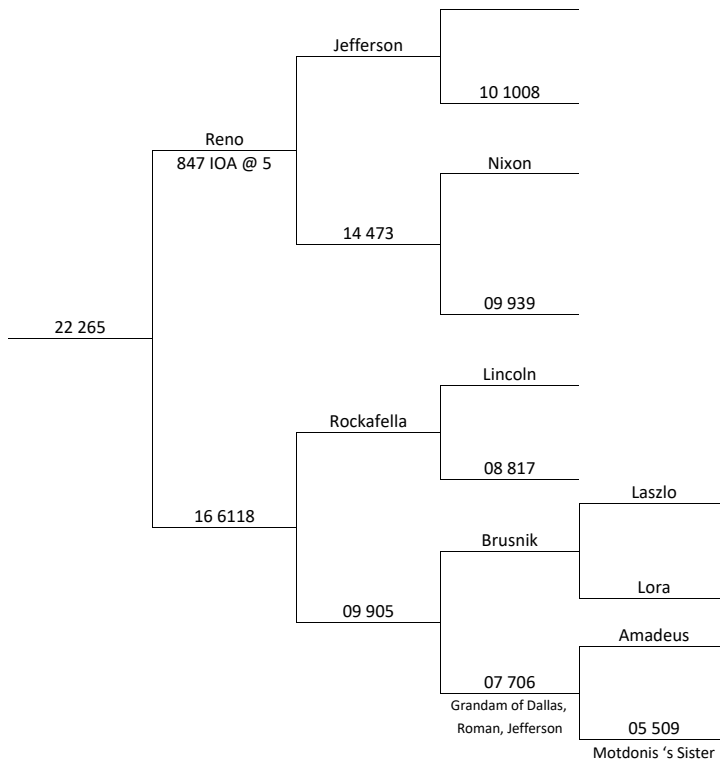 Jefferson
10 1008
Reno
847 IOA @ 5
Nixon
14 473
09 939
22 265
Lincoln
Rockafella
08 817
Laszlo
16 6118
Brusnik
Lora
09 905
Amadeus
07 706
Grandam of Dallas,
Roman, Jefferson
05 509
Motdonis ‘s Sister